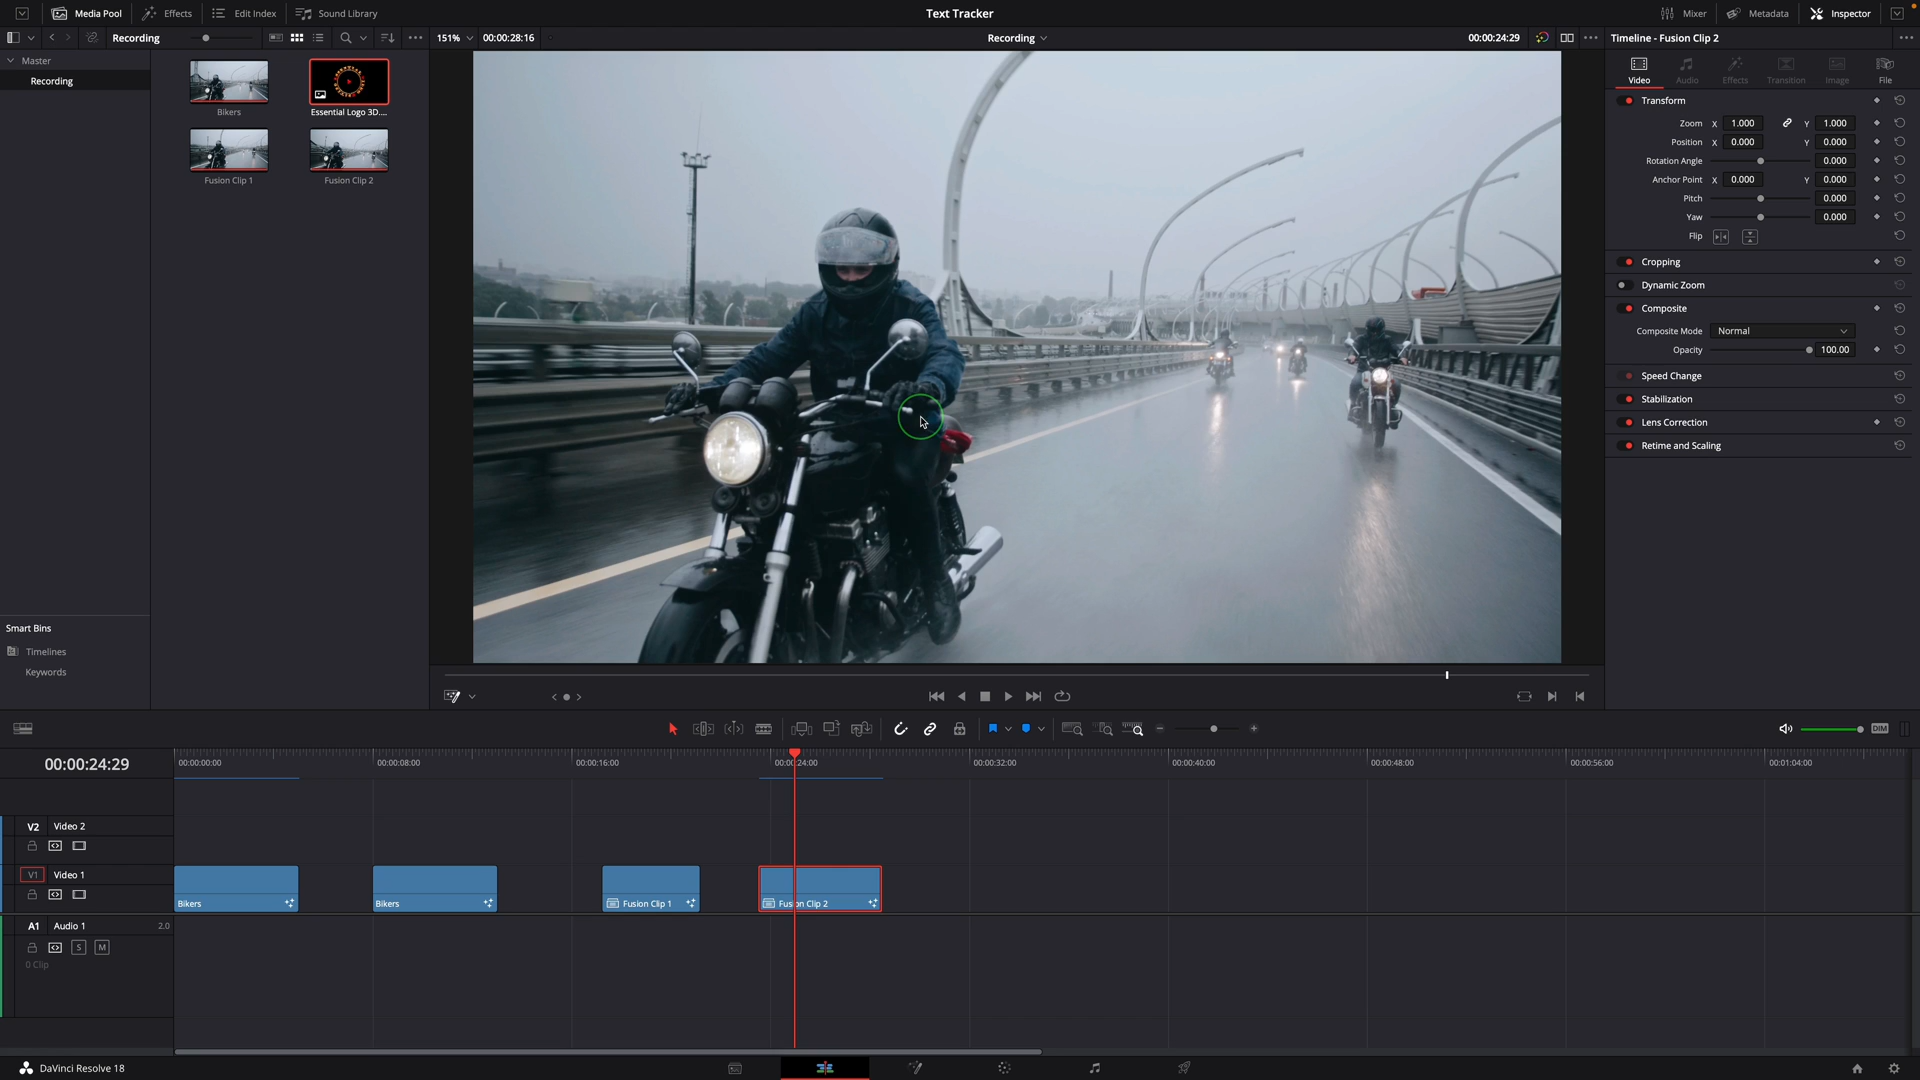 Media Pool
Effects
Edit Index
Sound Library
Text Tracker
Mixer
Metadata
Inspector
Recording
151%
00:00:28:16
Recording
00:00:24:29
Timeline - Fusion Clip 2
Master
Recording
Bikers
Essential Logo 3D....
Fusion Clip 1
Fusion Clip 2
Video
Audio
Effects
Transition
Image
File
Transform
Zoom X 1.000 Y 1.000
Position X 0.000 Y 0.000
Rotation Angle 0.000
Anchor Point X 0.000 Y 0.000
Pitch 0.000
Yaw 0.000
Flip
Cropping
Dynamic Zoom
Composite
Composite Mode Normal
Opacity 100.00
Speed Change
Stabilization
Lens Correction
Retime and Scaling
Smart Bins
Timelines
Keywords
DIM
00:00:24:29
00:00:00:00
00:00:08:00
00:00:16:00
00:00:24:00
00:00:32:00
00:00:40:00
00:00:48:00
00:00:56:00
00:01:04:00
V2 Video 2
V1 Video 1
Bikers
Bikers
Fusion Clip 1
Fusion Clip 2
A1 Audio 1 2.0
S M
0 Clip
DaVinci Resolve 18